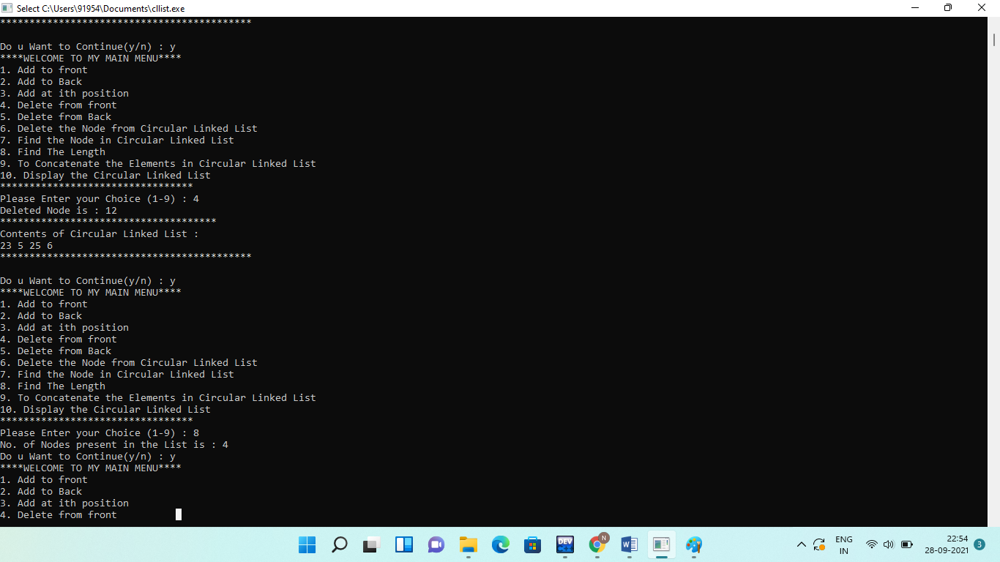 Select C:\Users\91954\Documents\cllist.exe
*******************************************
Do u Want to Continue(y/n) : y
****WELCOME TO MY MAIN MENU****
1. Add to front
2. Add to Back
3. Add at ith position
4. Delete from front
5. Delete from Back
6. Delete the Node from Circular Linked List
7. Find the Node in Circular Linked List
8. Find The Length
9. To Concatenate the Elements in Circular Linked List
10. Display the Circular Linked List
*********************************
Please Enter your Choice (1-9) : 4
Deleted Node is : 12
*************************************
Contents of Circular Linked List :
23 5 25 6
*******************************************
Do u Want to Continue(y/n) : y
****WELCOME TO MY MAIN MENU****
1. Add to front
2. Add to Back
3. Add at ith position
4. Delete from front
5. Delete from Back
6. Delete the Node from Circular Linked List
7. Find the Node in Circular Linked List
8. Find The Length
9. To Concatenate the Elements in Circular Linked List
10. Display the Circular Linked List
*********************************
Please Enter your Choice (1-9) : 8
No. of Nodes present in the List is : 4
Do u Want to Continue(y/n) : y
****WELCOME TO MY MAIN MENU****
1. Add to front
2. Add to Back
3. Add at ith position
4. Delete from front
DEV
N
W
ENG
IN
22:54
28-09-2021
3